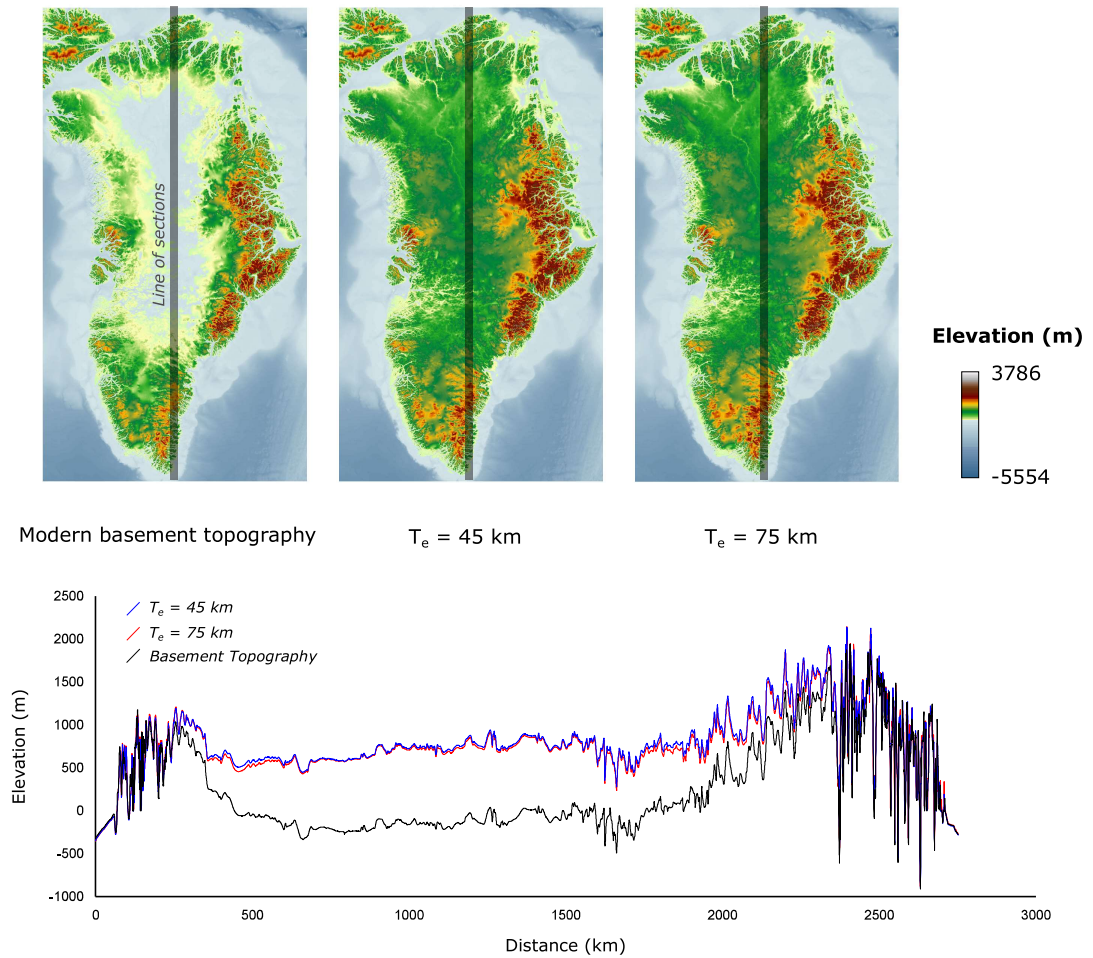 Line of sections
Elevation (m)
3786
-5554
Modern basement topography
Te = 45 km
Te = 75 km
2500
2000
1500
1000
500
0
-500
-1000
Elevation (m)
Te = 45 km
Te = 75 km
Basement Topography
0
500
1000
1500
2000
2500
3000
Distance (km)